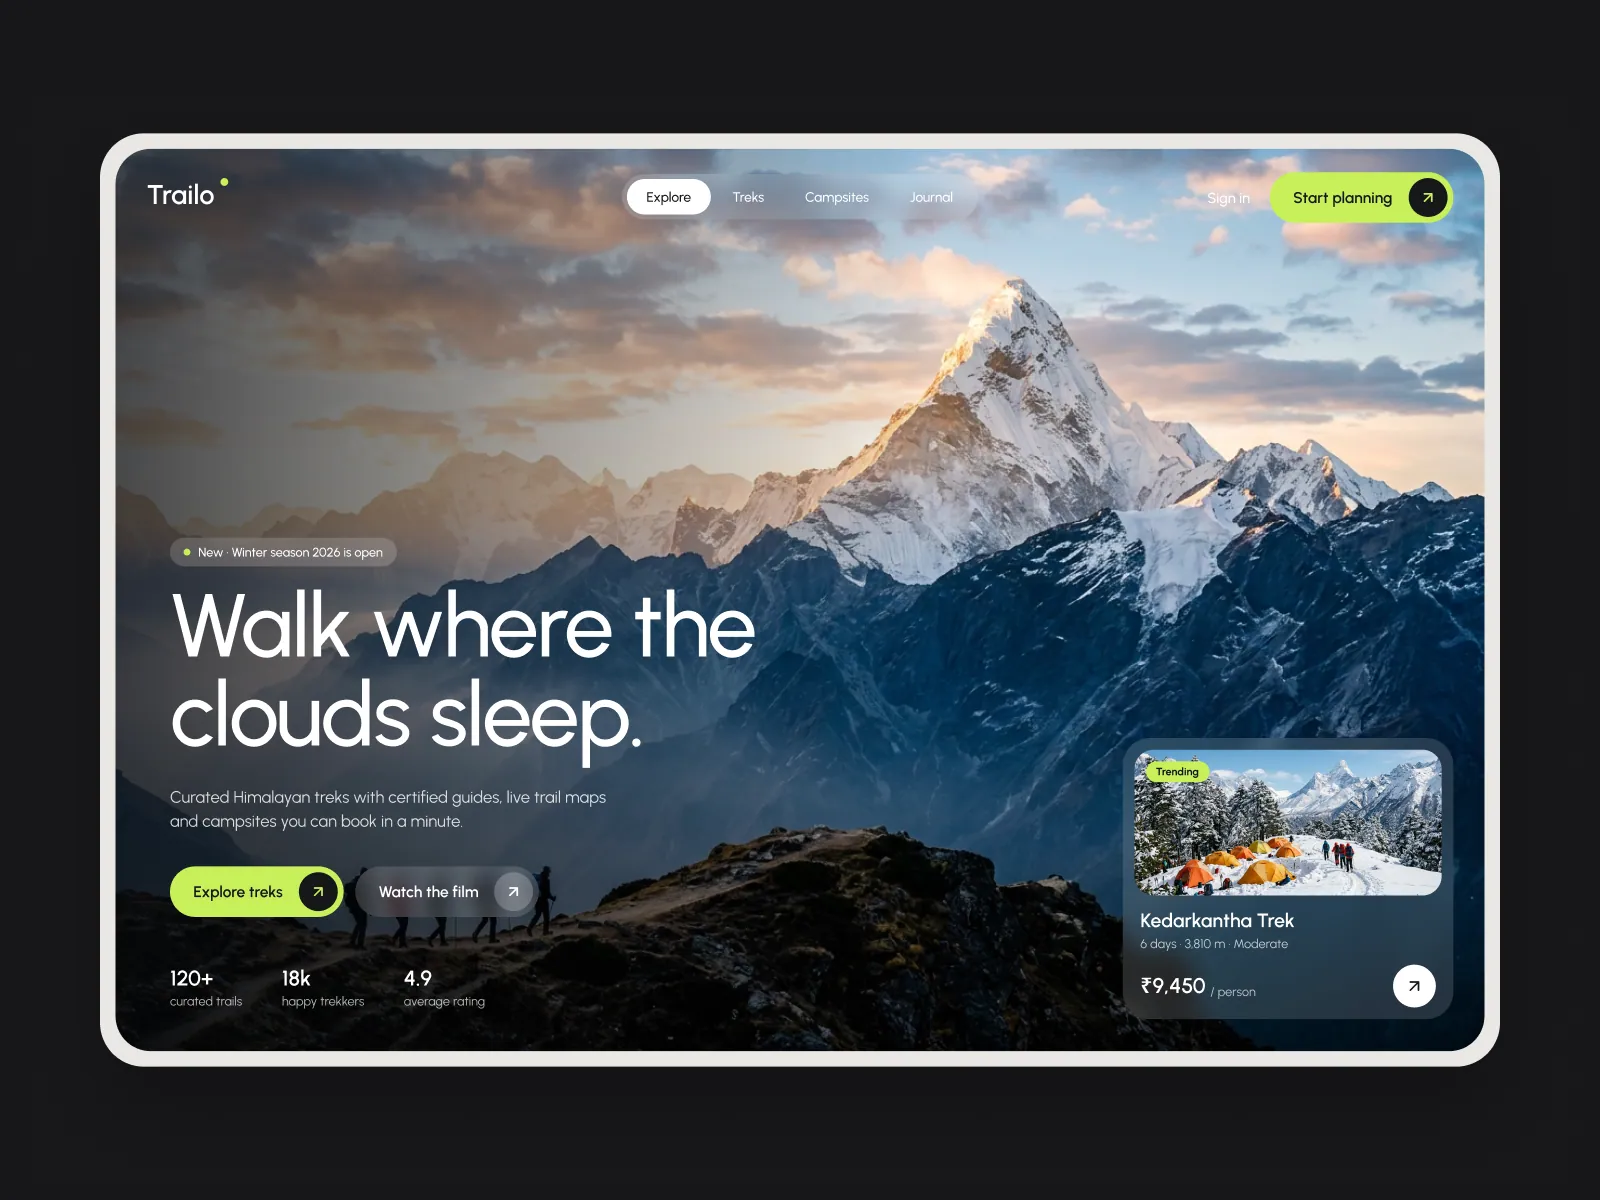 Trailo
Explore
Treks
Campsites
Journal
Sign in
Start planning
New · Winter season 2026 is open
Walk where the
clouds sleep.
Curated Himalayan treks with certified guides, live trail maps
and campsites you can book in a minute.
Explore treks
Watch the film
120+
curated trails
18k
happy trekkers
4.9
average rating
Trending
Kedarkantha Trek
6 days · 3,810 m · Moderate
₹9,450 / person